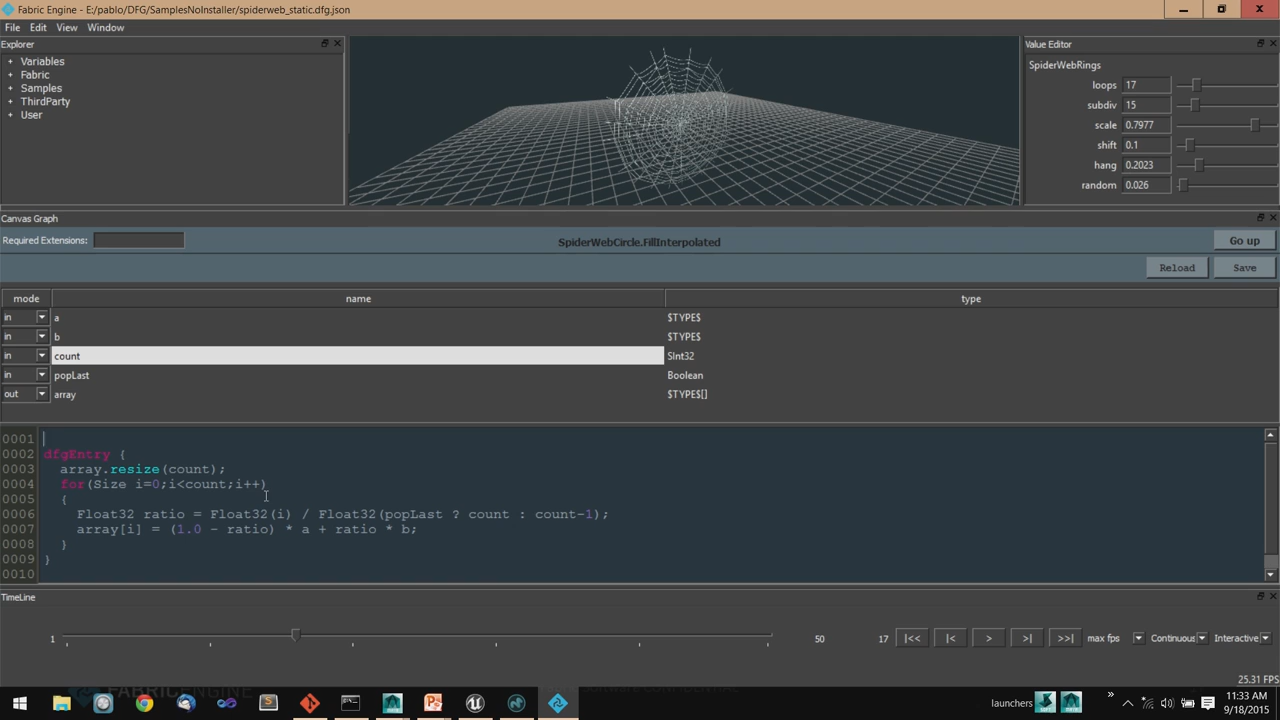 Fabric Engine - E:/pablo/DFG/SamplesNoInstaller/spiderweb_static.dfg.json
File Edit View Window
Explorer
+ Variables
+ Fabric
+ Samples
+ ThirdParty
+ User
Value Editor
SpiderWebRings
loops 17
subdiv 15
scale 0.7977
shift 0.1
hang 0.2023
random 0.026
Canvas Graph
Required Extensions:
SpiderWebCircle.FillInterpolated
Go up
Reload Save
mode name type
in a $TYPE$
in b $TYPE$
in count SInt32
in popLast Boolean
out array $TYPE$[]
0001
0002 dfgEntry {
0003 array.resize(count);
0004 for(Size i=0;i<count;i++)
0005 {
0006 Float32 ratio = Float32(i) / Float32(popLast ? count : count-1);
0007 array[i] = (1.0 - ratio) * a + ratio * b;
0008 }
0009 }
0010
TimeLine
1 50 17 |<< |< > >| >>| max fps Continuous Interactive
25.31 FPS
FABRICENGINE
launchers
11:33 AM
9/18/2015